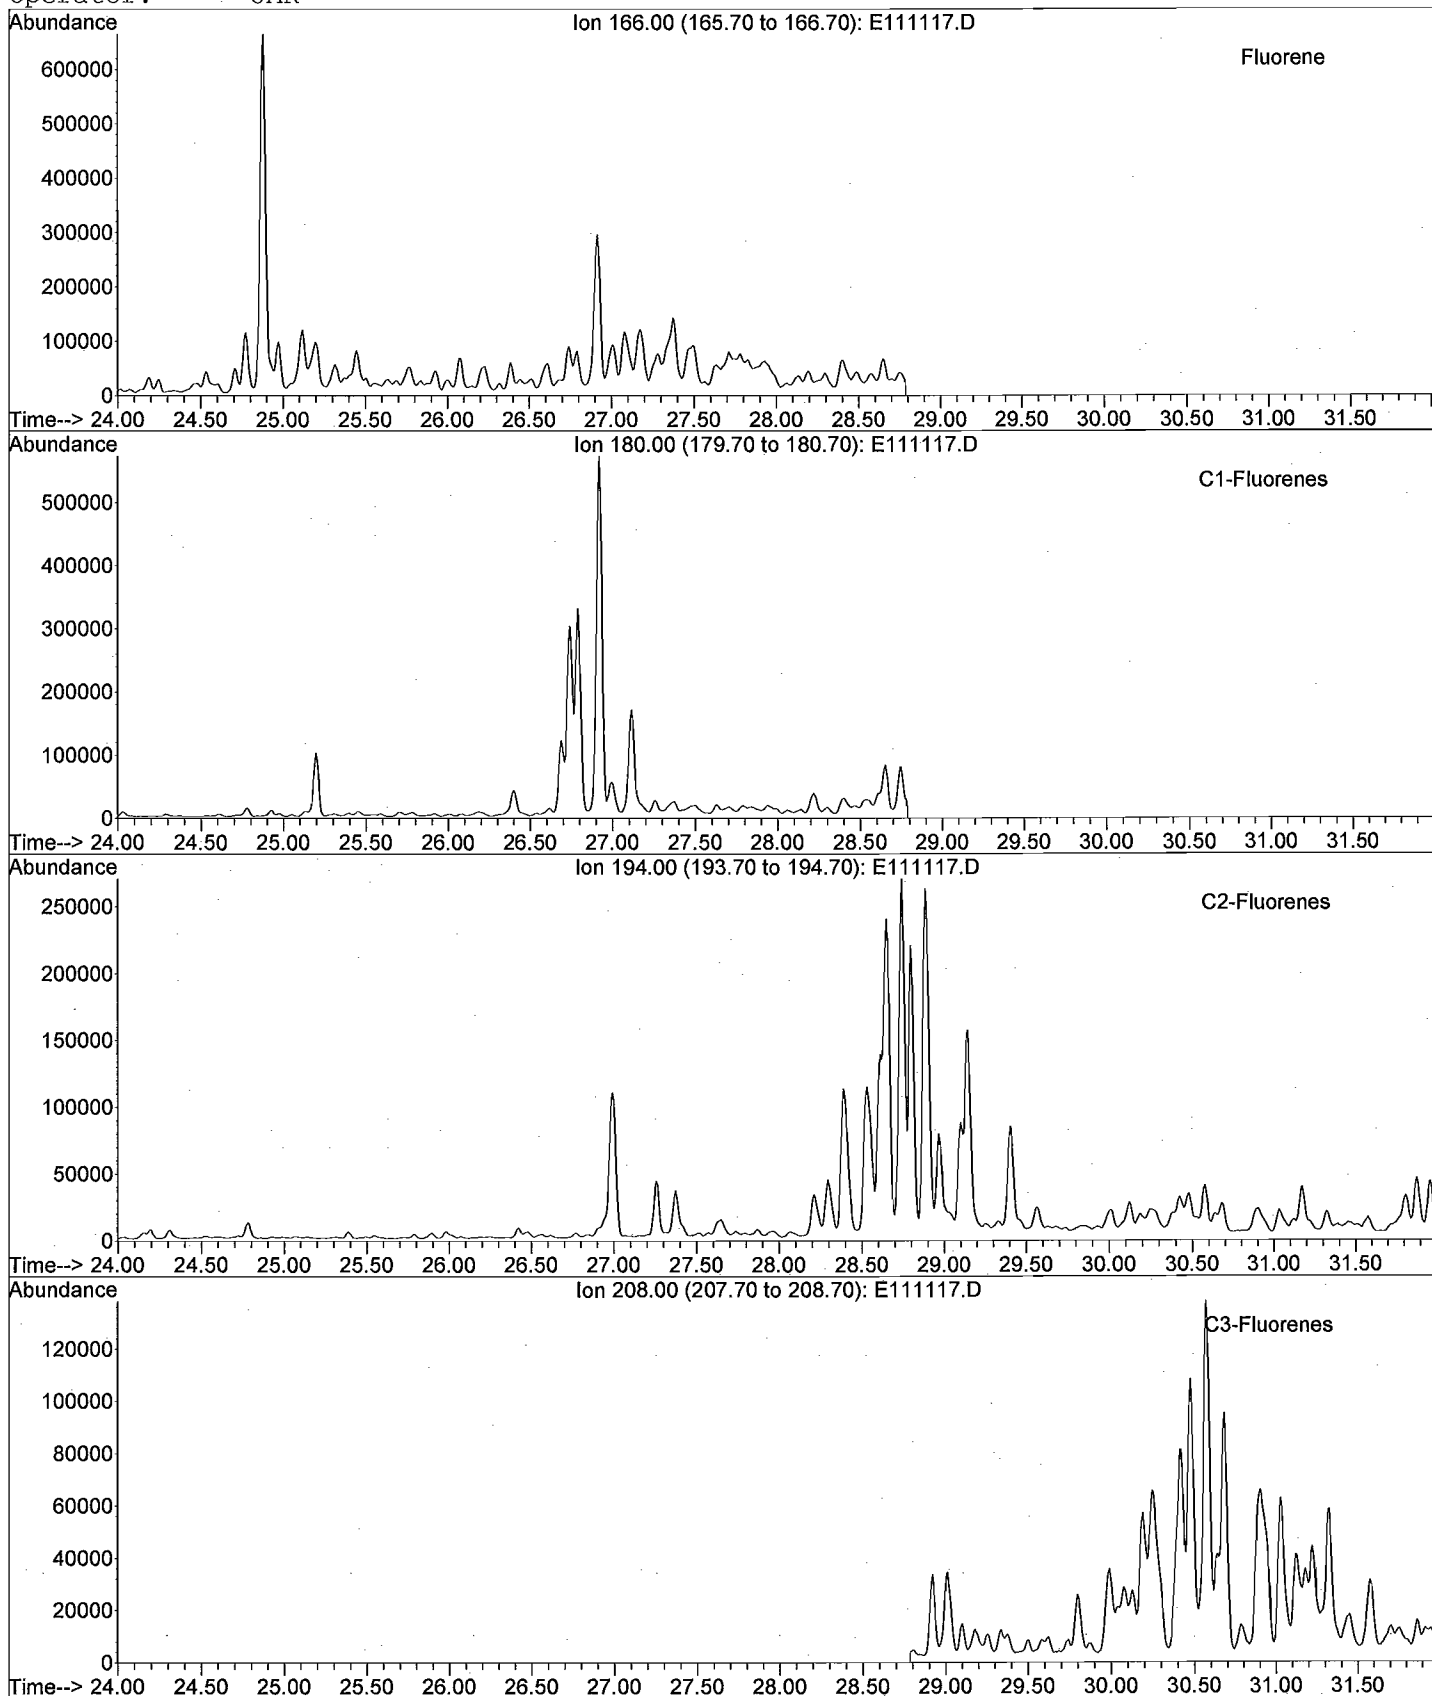 Abundance
Ion 166.00 (165.70 to 166.70): E111117.D
Fluorene
600000
500000
400000
300000
200000
100000
0
Time--> 24.00 24.50 25.00 25.50 26.00 26.50 27.00 27.50 28.00 28.50 29.00 29.50 30.00 30.50 31.00 31.50
Abundance
Ion 180.00 (179.70 to 180.70): E111117.D
C1-Fluorenes
500000
400000
300000
200000
100000
0
Time--> 24.00 24.50 25.00 25.50 26.00 26.50 27.00 27.50 28.00 28.50 29.00 29.50 30.00 30.50 31.00 31.50
Abundance
Ion 194.00 (193.70 to 194.70): E111117.D
C2-Fluorenes
250000
200000
150000
100000
50000
0
Time--> 24.00 24.50 25.00 25.50 26.00 26.50 27.00 27.50 28.00 28.50 29.00 29.50 30.00 30.50 31.00 31.50
Abundance
Ion 208.00 (207.70 to 208.70): E111117.D
C3-Fluorenes
120000
100000
80000
60000
40000
20000
0
Time--> 24.00 24.50 25.00 25.50 26.00 26.50 27.00 27.50 28.00 28.50 29.00 29.50 30.00 30.50 31.00 31.50